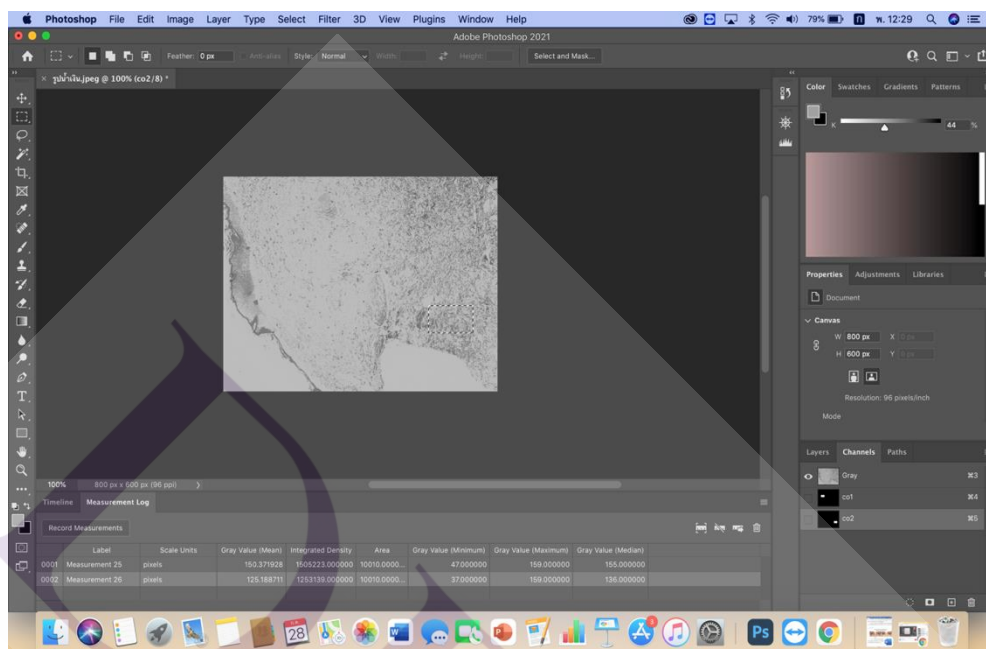 Photoshop File Edit Image Layer Type Select Filter 3D View Plugins Window Help 79% พ. 12:29
Adobe Photoshop 2021
Feather: 0 px Anti-alias Style: Normal Width: Height: Select and Mask...
× รูปน้ำเงิน.jpeg @ 100% (co2/8) *
Color Swatches Gradients Patterns
K 44 %
Properties Adjustments Libraries
Document
Canvas
W 800 px X 0 px
H 600 px Y 0 px
Resolution: 96 pixels/inch
Mode
Layers Channels Paths
Gray ⌘3
co1 ⌘4
co2 ⌘5
100% 800 px x 600 px (96 ppi)
Timeline Measurement Log
Record Measurements
Label Scale Units Gray Value (Mean) Integrated Density Area Gray Value (Minimum) Gray Value (Maximum) Gray Value (Median)
0001 Measurement 25 pixels 150.371928 1505223.000000 10010.0000... 47.000000 159.000000 155.000000
0002 Measurement 26 pixels 125.188711 1253139.000000 10010.0000... 37.000000 159.000000 136.000000
28
Ps